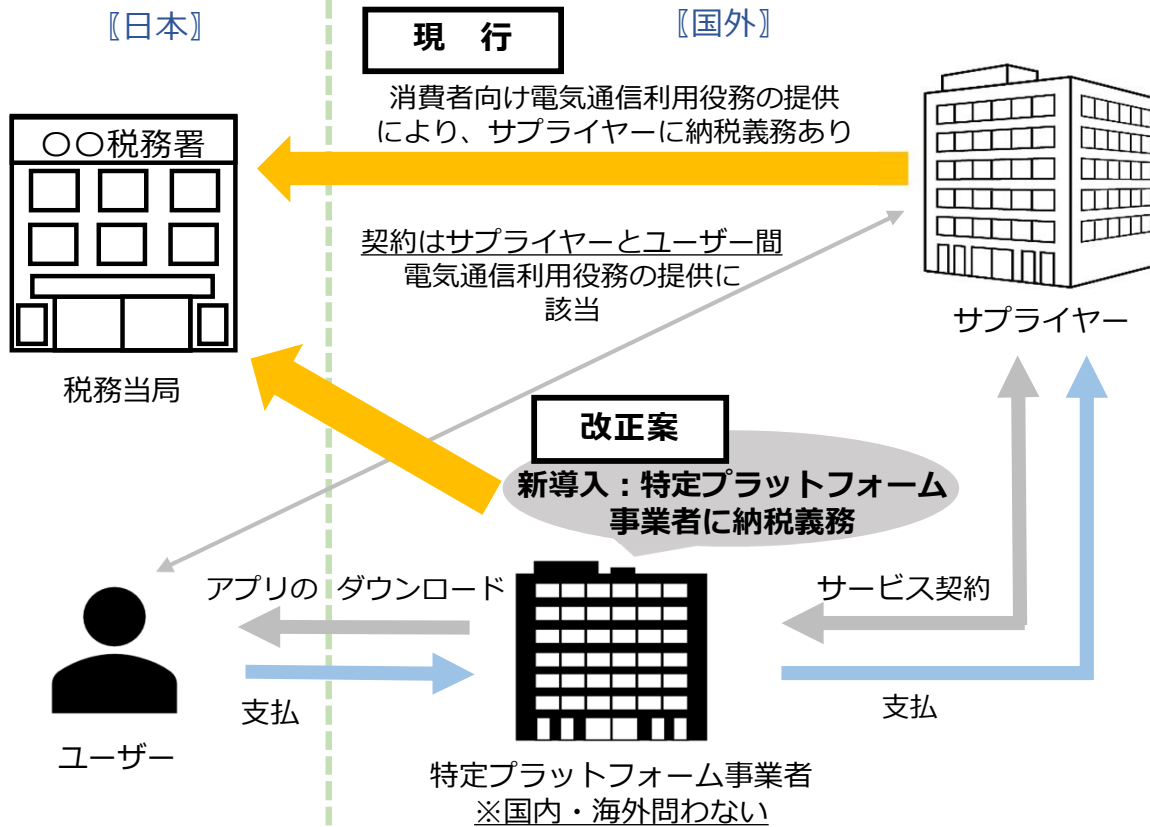 〖日本〗
〖国外〗
現　行
消費者向け電気通信利用役務の提供
により、サプライヤーに納税義務あり
〇〇税務署
契約はサプライヤーとユーザー間
電気通信利用役務の提供に
該当
サプライヤー
税務当局
改正案
新導入：特定プラットフォーム
事業者に納税義務
アプリの ダウンロード
サービス契約
支払
支払
ユーザー
特定プラットフォーム事業者
※国内・海外問わない